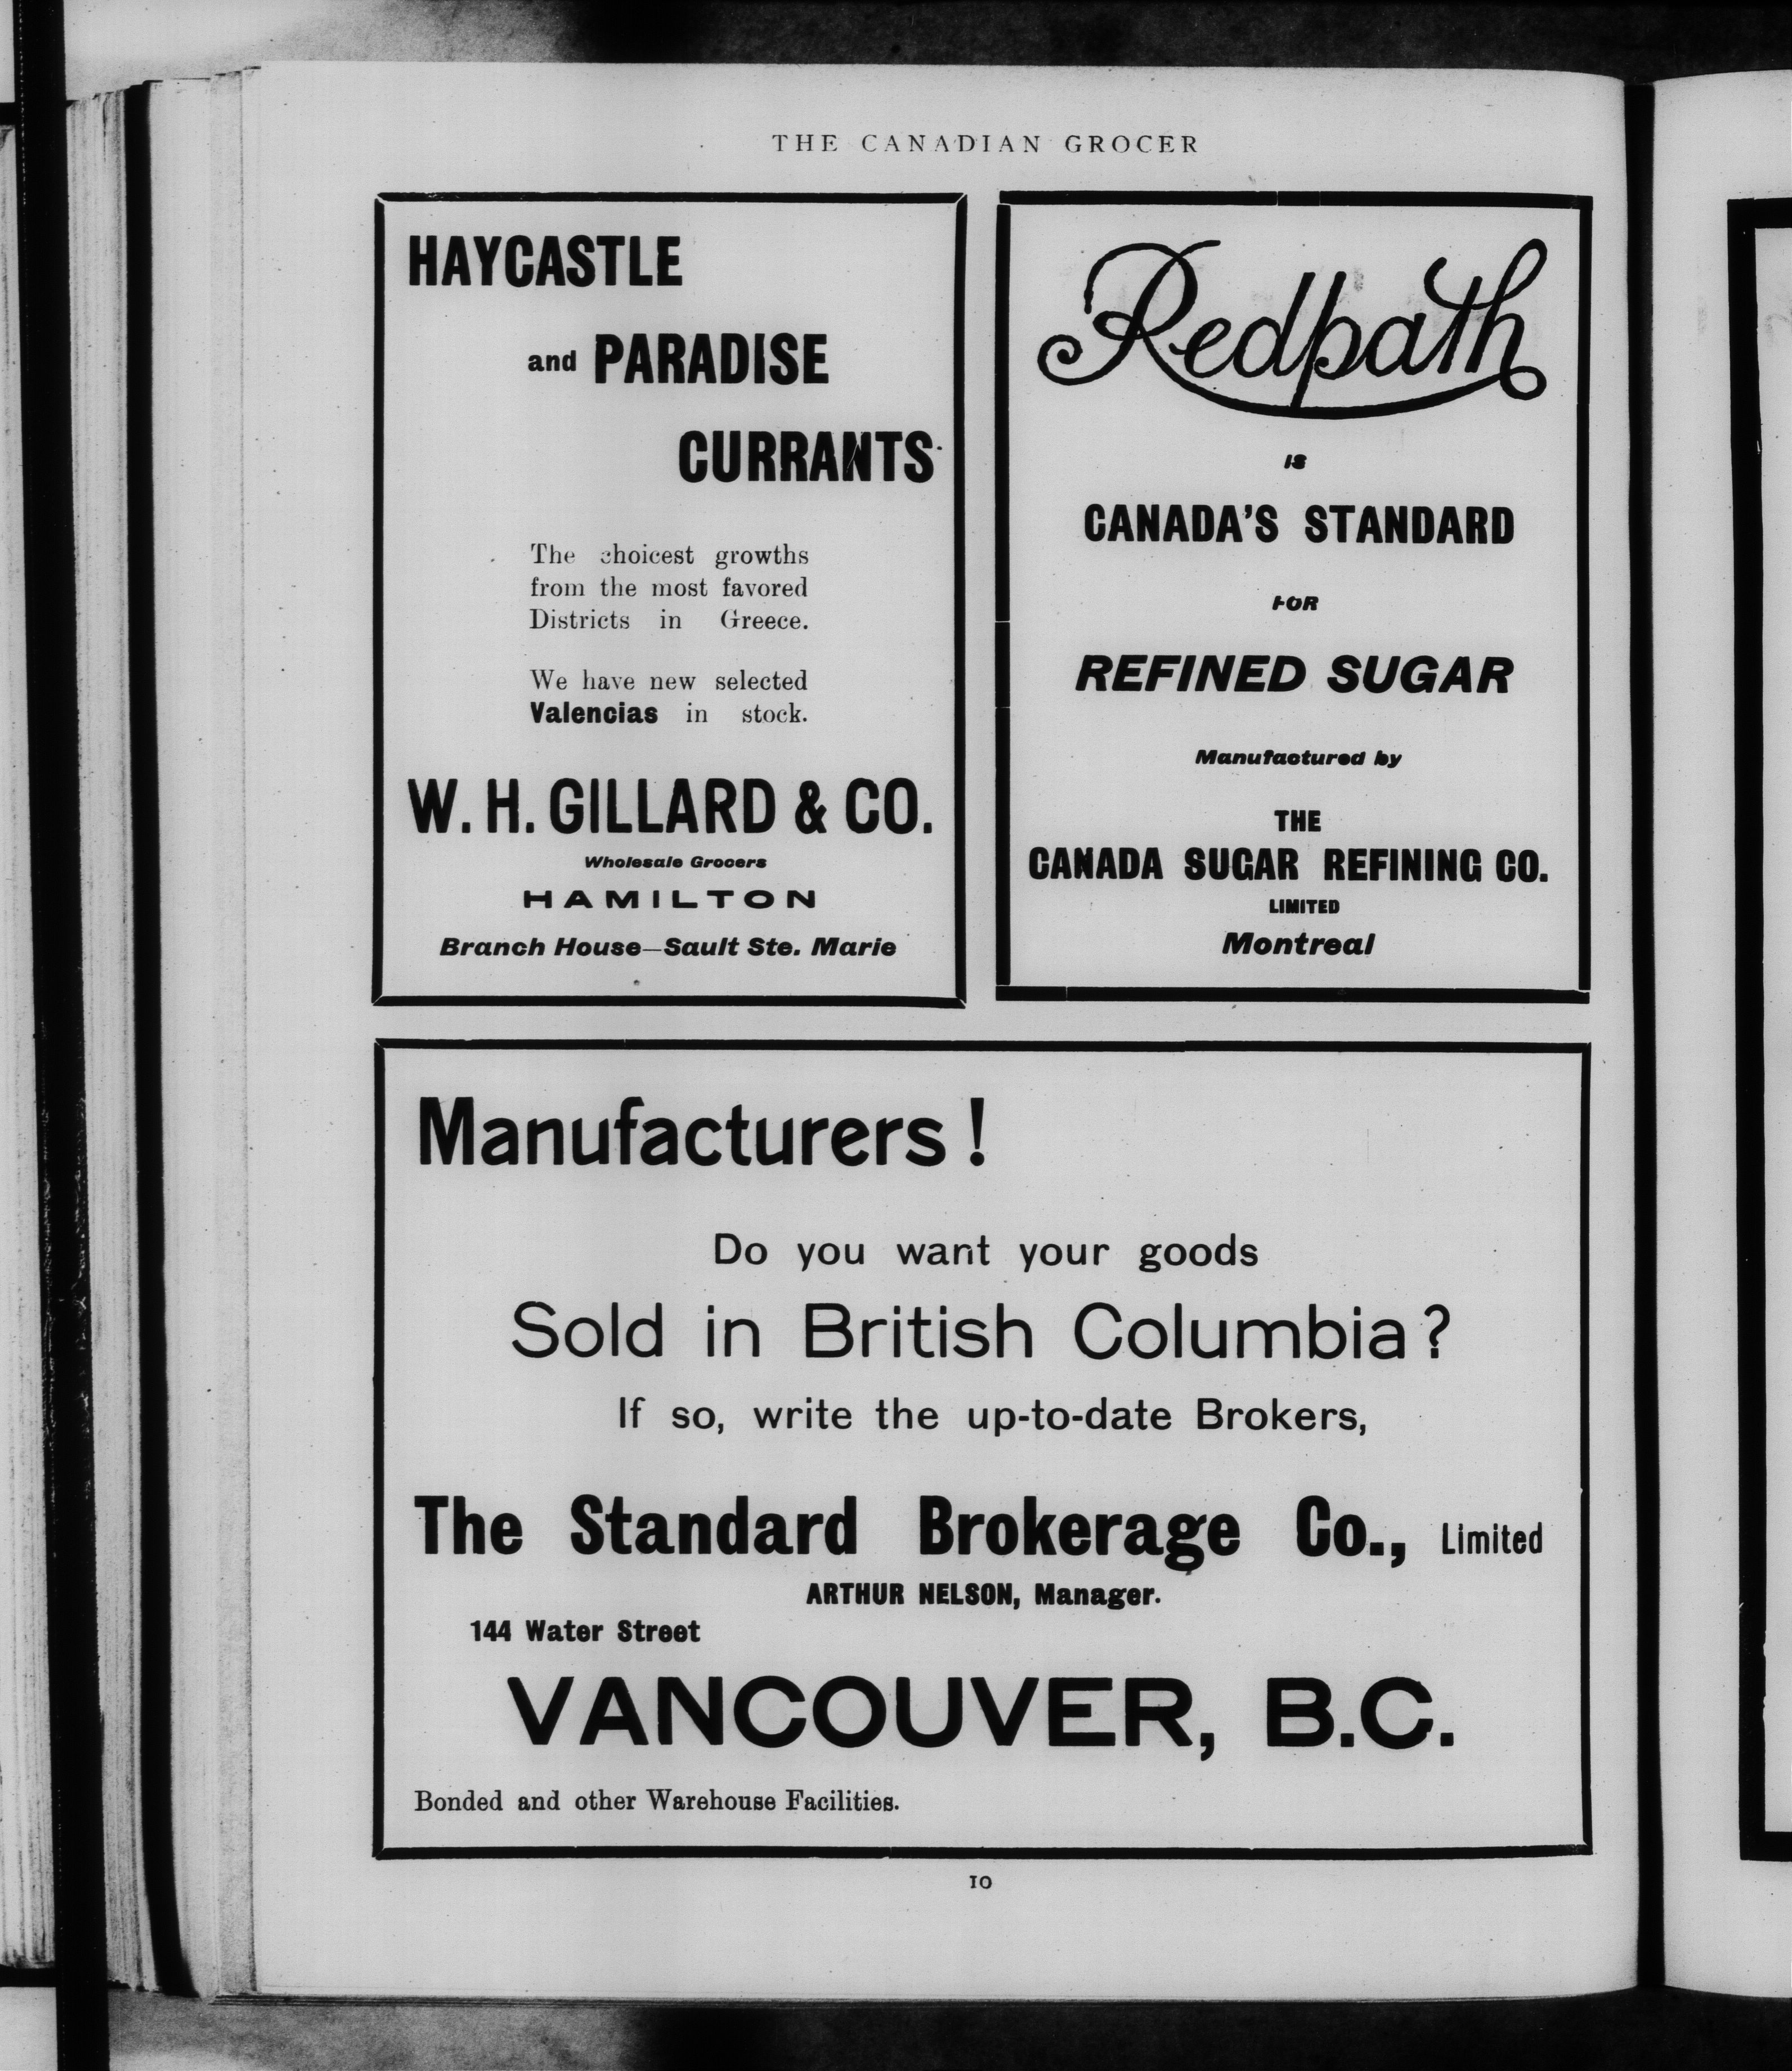 THE CANADIAN GROCER
HAYCASTLE
and PARADISE
CURRANTS
The choicest growths
from the most favored
Districts in Greece.
We have new selected
Valencias in stock.
W. H. GILLARD & CO.
Wholesale Grocers
HAMILTON
Branch House—Sault Ste. Marie
Redpath
IS
CANADA'S STANDARD
FOR
REFINED SUGAR
Manufactured by
THE
CANADA SUGAR REFINING CO.
LIMITED
Montreal
Manufacturers!
Do you want your goods
Sold in British Columbia?
If so, write the up-to-date Brokers,
The Standard Brokerage Co., Limited
ARTHUR NELSON, Manager.
144 Water Street
VANCOUVER, B.C.
Bonded and other Warehouse Facilities.
10